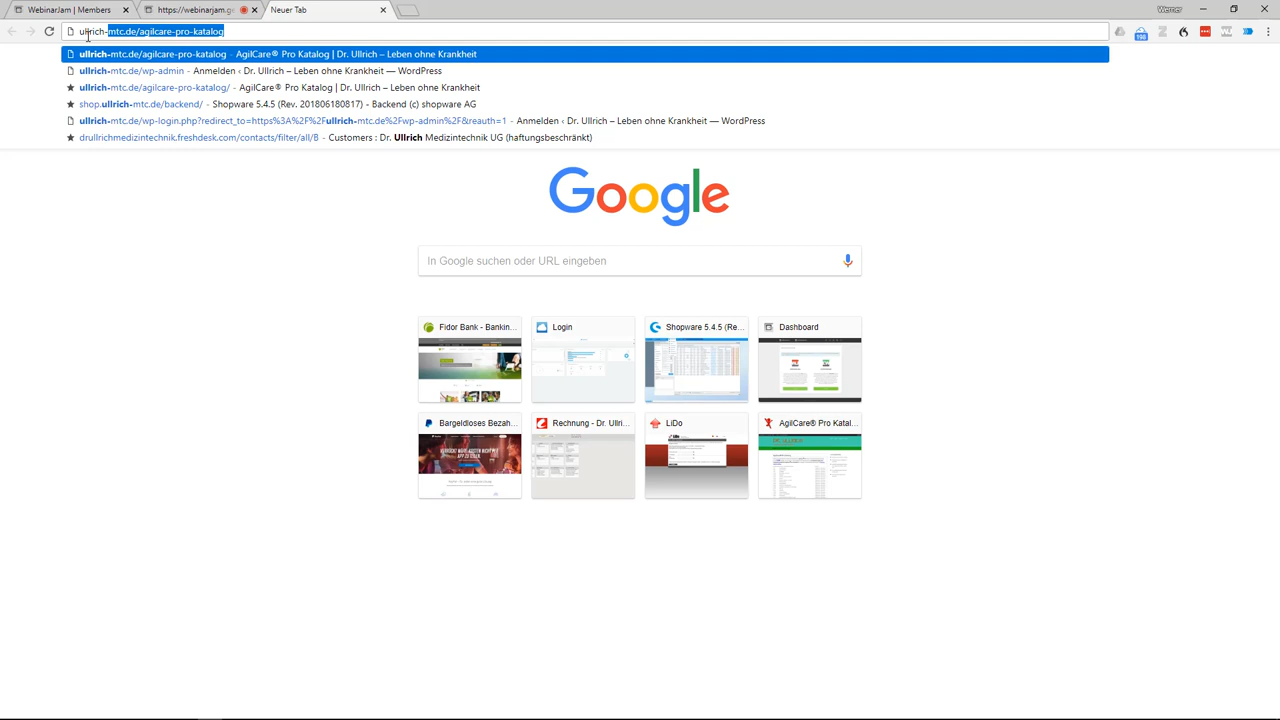 WebinarJam | Members
https://webinarjam.ge
Neuer Tab
Werner
ullrich-mtc.de/agilcare-pro-katalog
198
ullrich-mtc.de/agilcare-pro-katalog - AgilCare® Pro Katalog | Dr. Ullrich – Leben ohne Krankheit
ullrich-mtc.de/wp-admin - Anmelden ‹ Dr. Ullrich – Leben ohne Krankheit — WordPress
ullrich-mtc.de/agilcare-pro-katalog/ - AgilCare® Pro Katalog | Dr. Ullrich – Leben ohne Krankheit
shop.ullrich-mtc.de/backend/ - Shopware 5.4.5 (Rev. 201806180817) - Backend (c) shopware AG
ullrich-mtc.de/wp-login.php?redirect_to=https%3A%2F%2Fullrich-mtc.de%2Fwp-admin%2F&reauth=1 - Anmelden ‹ Dr. Ullrich – Leben ohne Krankheit — WordPress
drullrichmedizintechnik.freshdesk.com/contacts/filter/all/8 - Customers : Dr. Ullrich Medizintechnik UG (haftungsbeschränkt)
Google
In Google suchen oder URL eingeben
Fidor Bank - Bankin...
Login
Shopware 5.4.5 (Re...
Dashboard
Bargeldloses Bezah...
Rechnung - Dr. Ullri...
LiDo
AgilCare® Pro Katal...